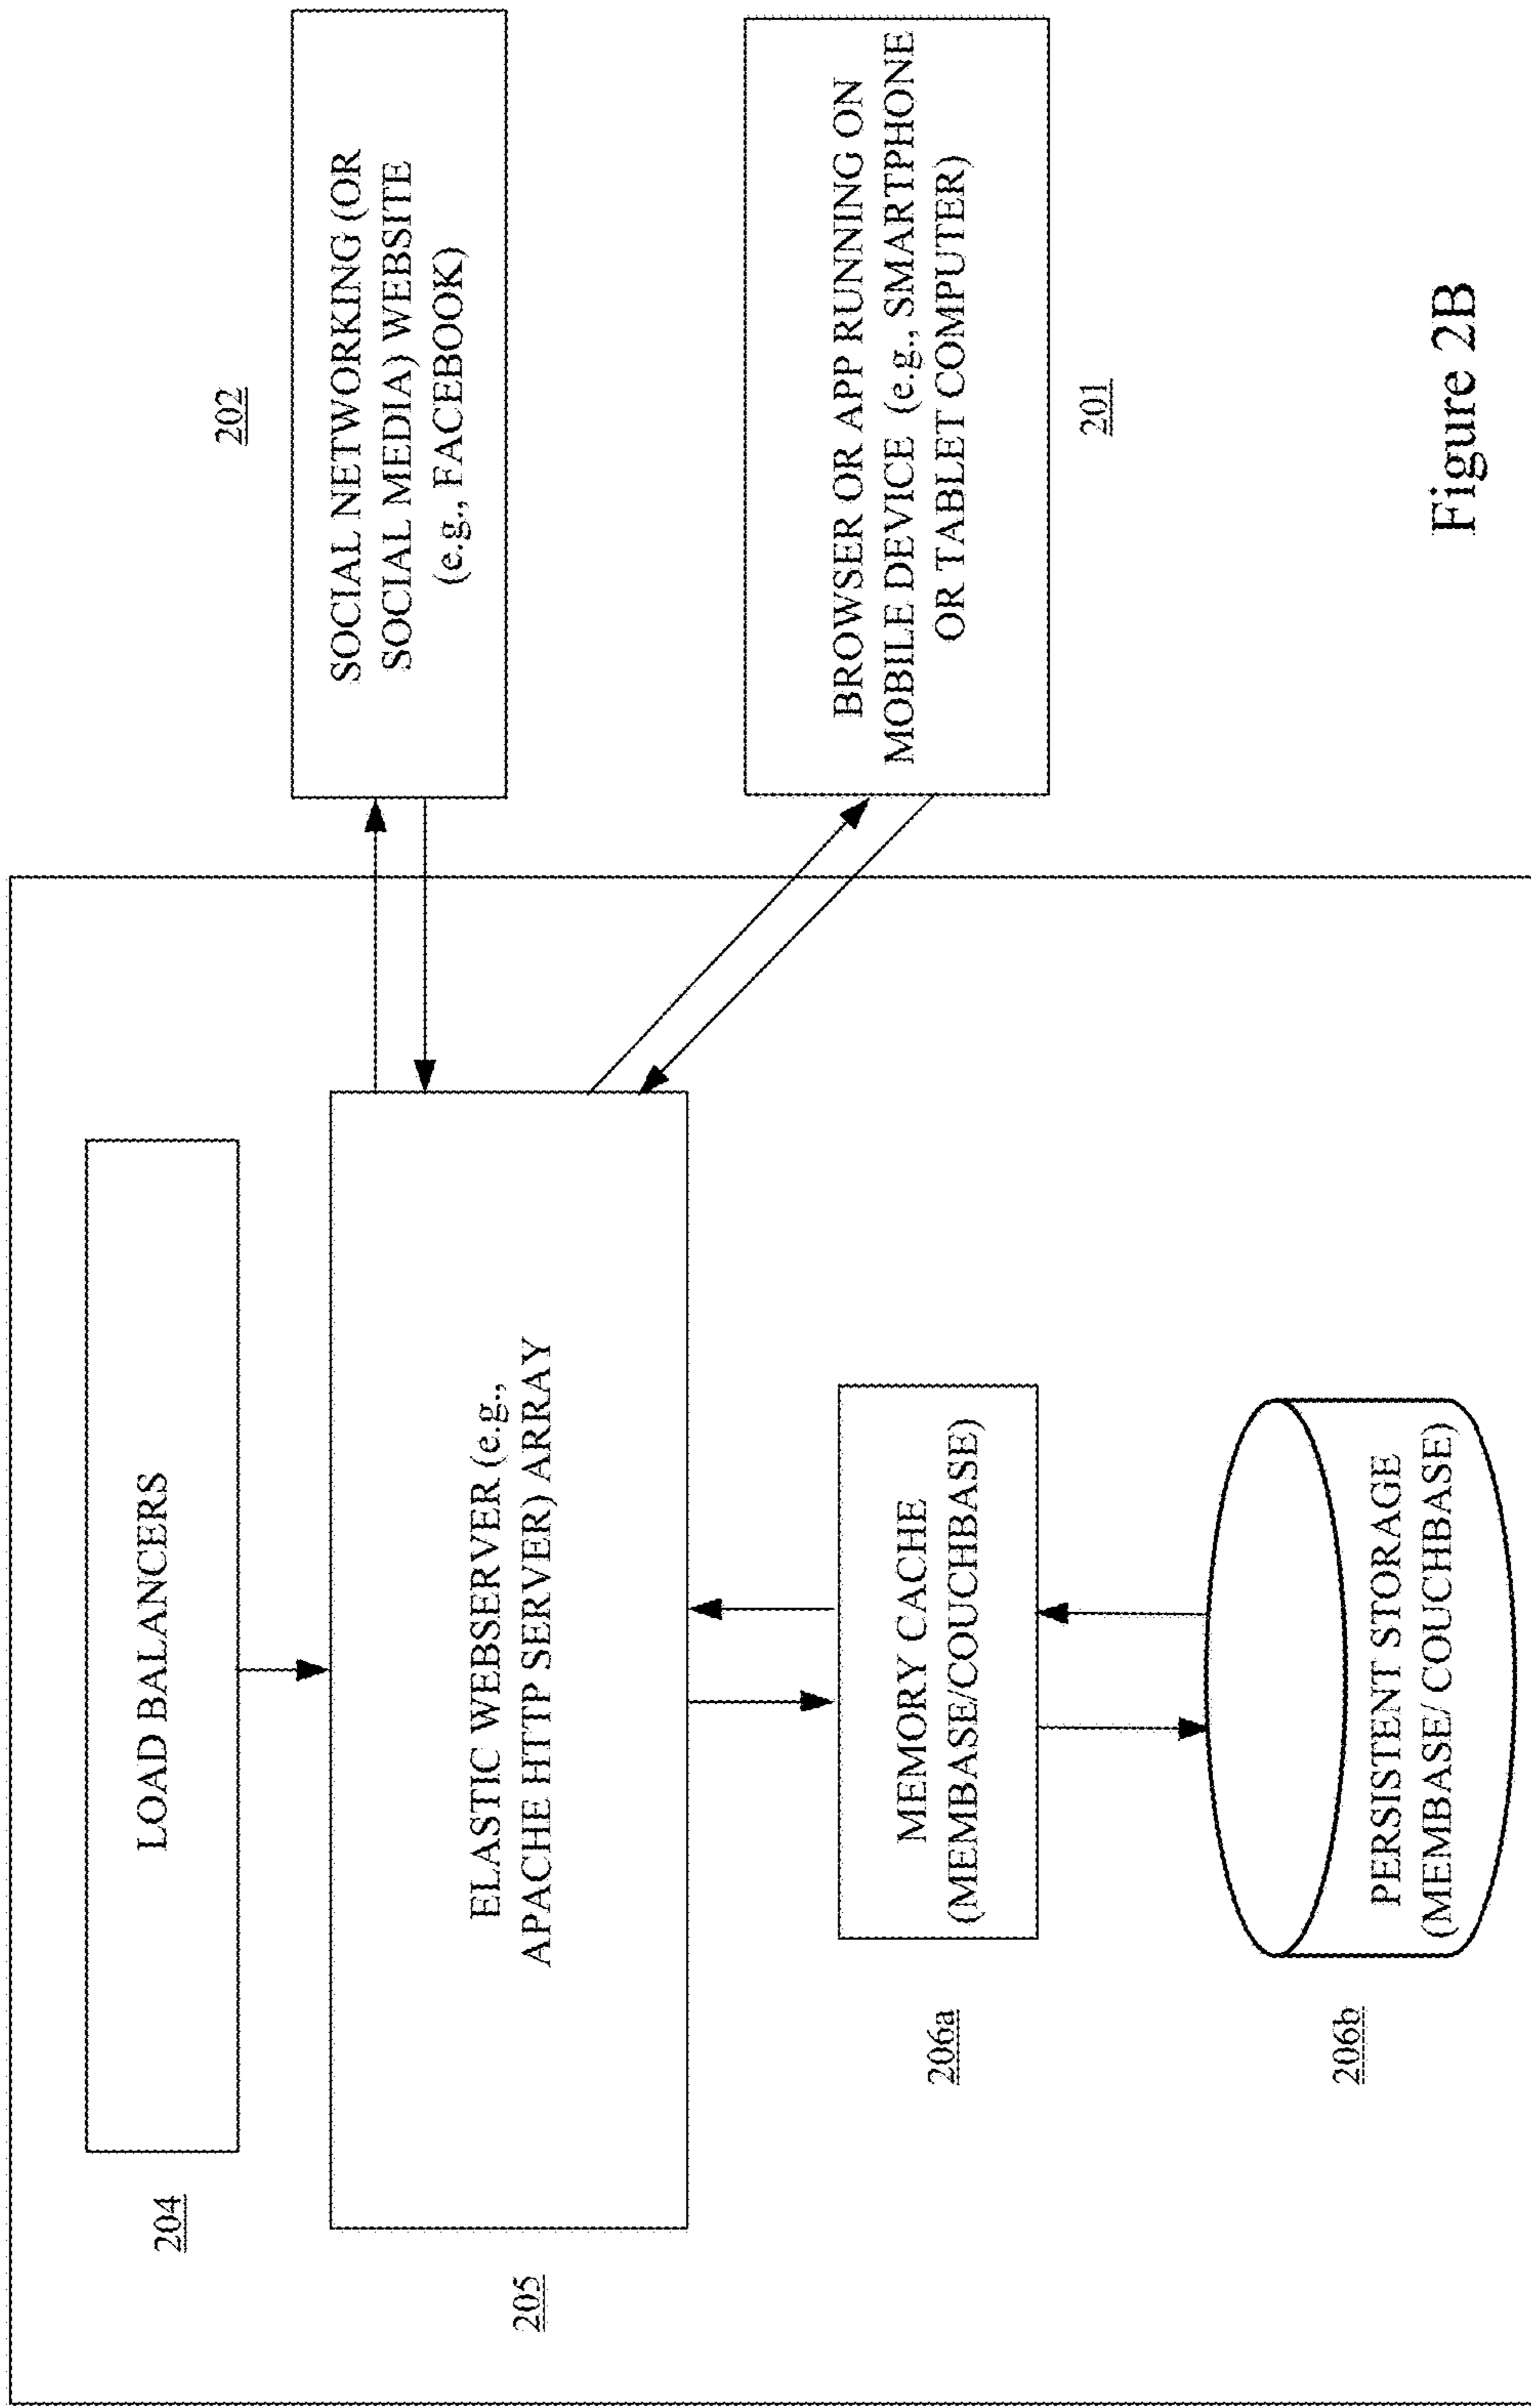 204
LOAD BALANCERS
205
ELASTIC WEBSERVER (e.g.,
APACHE HTTP SERVER) ARRAY
206a
MEMORY CACHE
(MEMBASE/COUCHBASE)
206b
PERSISTENT STORAGE
(MEMBASE/ COUCHBASE)
202
SOCIAL NETWORKING (OR
SOCIAL MEDIA) WEBSITE
(e.g., FACEBOOK)
BROWSER OR APP RUNNING ON
MOBILE DEVICE (e.g., SMARTPHONE
OR TABLET COMPUTER)
201
Figure 2B